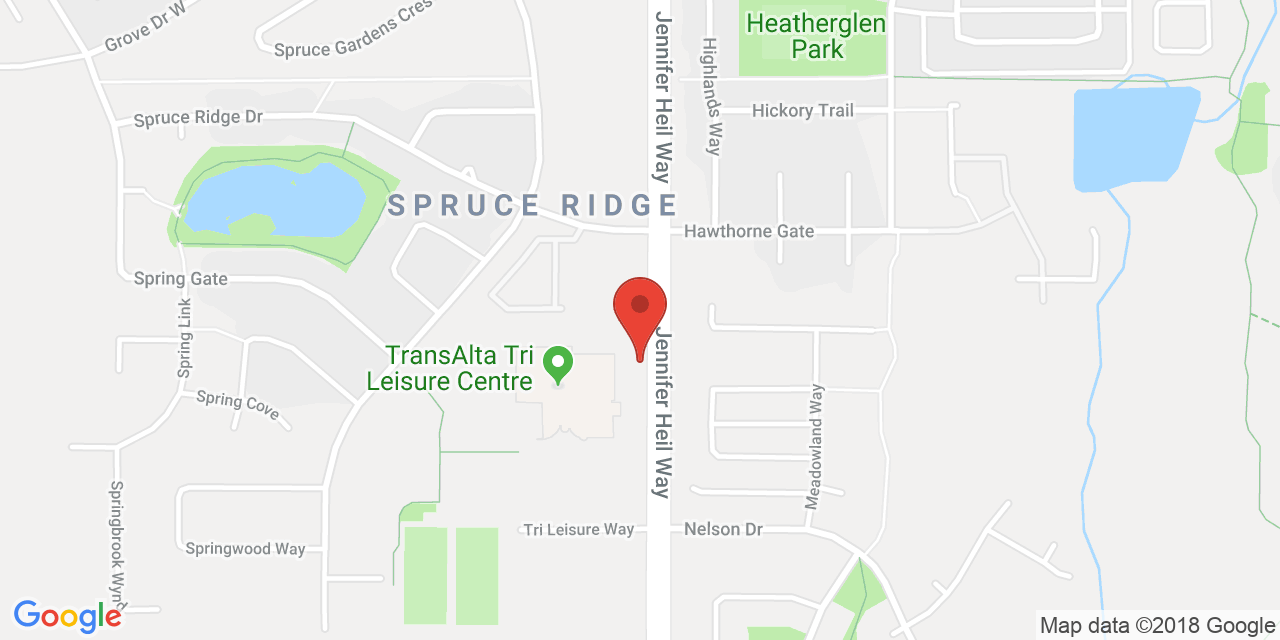 Grove Dr W
Spruce Gardens Cres
Jennifer Heil Way
Highlands Way
Heatherglen
Park
Hickory Trail
Spruce Ridge Dr
SPRUCE RIDGE
Hawthorne Gate
Spring Gate
Spring Link
TransAlta Tri
Leisure Centre
Jennifer Heil Way
Spring Cove
Meadowland Way
Springbrook Wynd
Tri Leisure Way
Nelson Dr
Springwood Way
Google
Map data ©2018 Google